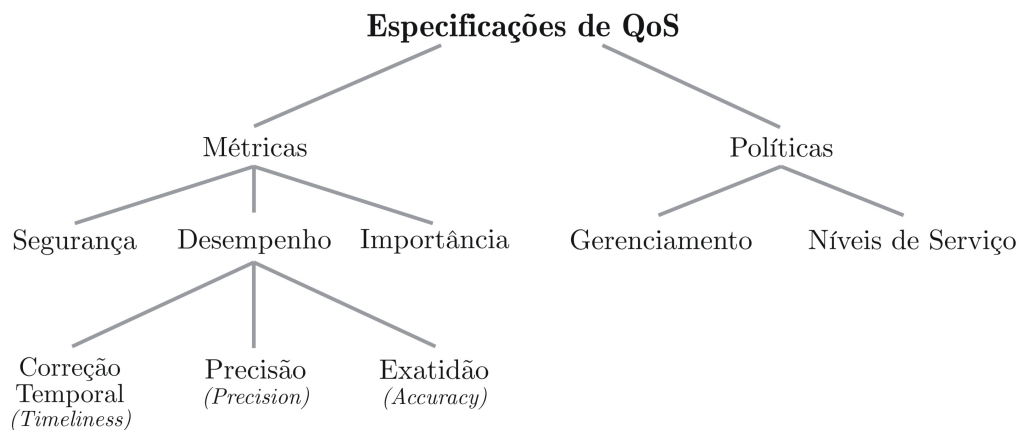 Especificações de QoS
Métricas
Políticas
Segurança
Desempenho
Importância
Gerenciamento
Níveis de Serviço
Correção
Temporal
(Timeliness)
Precisão
(Precision)
Exatidão
(Accuracy)